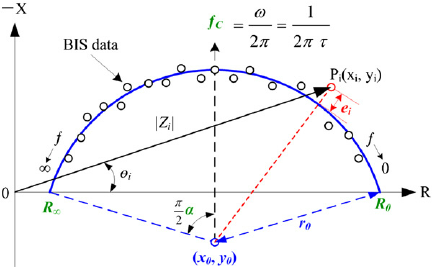 −X
fC = ω/2π = 1/2π τ
BIS data
Pi(xi, yi)
ei
|Zi|
f
∞
f
0
θi
0
R
R∞
π/2 α
r0
R0
(x0, y0)